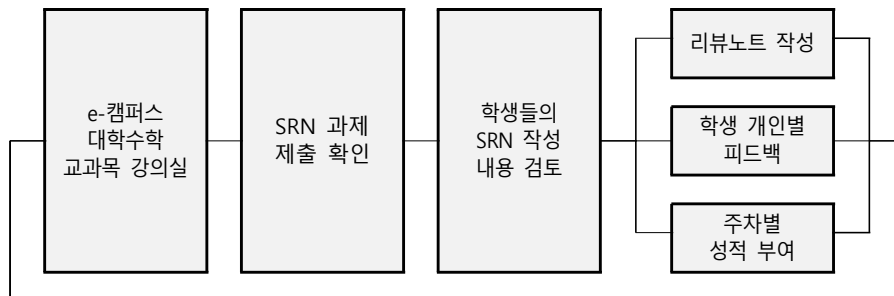 e-캠퍼스
대학수학
교과목 강의실
SRN 과제
제출 확인
학생들의
SRN 작성
내용 검토
리뷰노트 작성
학생 개인별
피드백
주차별
성적 부여